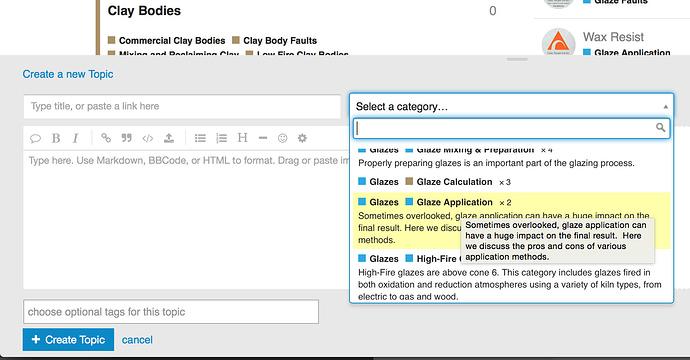 Clay Bodies
0
Glaze Faults
Commercial Clay Bodies Clay Body Faults
Mixing and Reclaiming Clay Low Fire Clay Bodies
Wax Resist
Glaze Application
Create a new Topic
Type title, or paste a link here
Select a category…
B I H
Type here. Use Markdown, BBCode, or HTML to format. Drag or paste im
Glazes Glaze Mixing & Preparation × 4
Properly preparing glazes is an important part of the glazing process.
Glazes Glaze Calculation × 3
Glazes Glaze Application × 2
Sometimes overlooked, glaze application can have a huge impact on the
final result. Here we discu
methods.
Sometimes overlooked, glaze application can
have a huge impact on the final result. Here
we discuss the pros and cons of various
application methods.
Glazes High-Fire
High-Fire glazes are above cone 6. This category includes glazes fired in
both oxidation and reduction atmospheres using a variety of kiln types, from
electric to gas and wood.
choose optional tags for this topic
+ Create Topic cancel